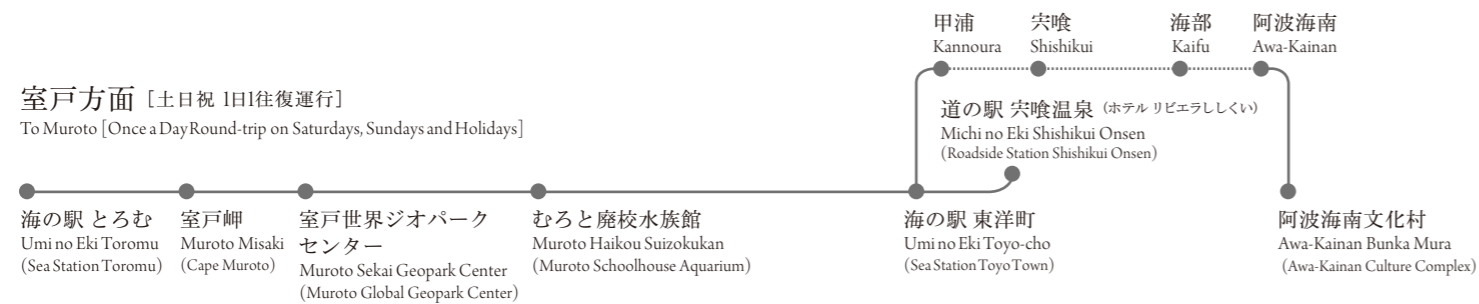 甲浦
Kannoura
宍喰
Shishikui
海部
Kaifu
阿波海南
Awa-Kainan
室戸方面 [土日祝 1日1往復運行]
To Muroto [Once a Day Round-trip on Saturdays, Sundays and Holidays]
道の駅 宍喰温泉 (ホテル リビエラししくい)
Michi no Eki Shishikui Onsen
(Roadside Station Shishikui Onsen)
海の駅 とろむ
Umi no Eki Toromu
(Sea Station Toromu)
室戸岬
Muroto Misaki
(Cape Muroto)
室戸世界ジオパーク
センター
Muroto Sekai Geopark Center
(Muroto Global Geopark Center)
むろと廃校水族館
Muroto Haikou Suizokukan
(Muroto Schoolhouse Aquarium)
海の駅 東洋町
Umi no Eki Toyo-cho
(Sea Station Toyo Town)
阿波海南文化村
Awa-Kainan Bunka Mura
(Awa-Kainan Culture Complex)